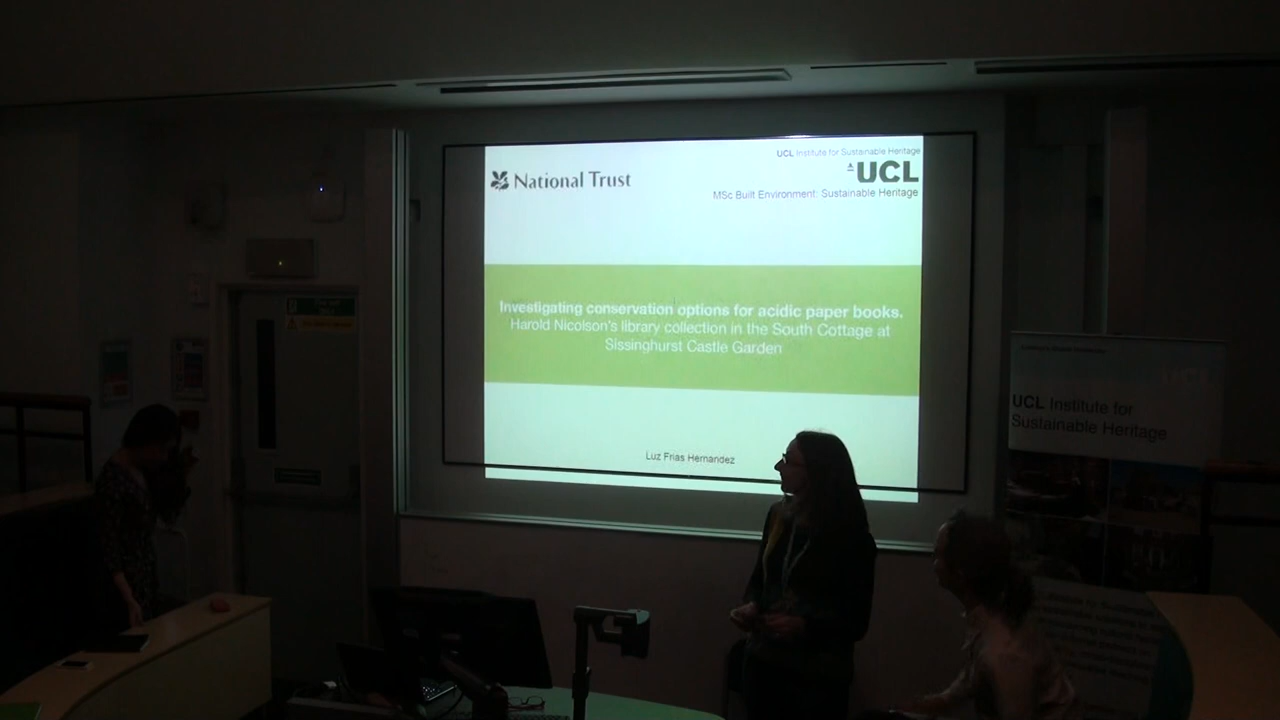 UCL Institute for Sustainable Heritage
National Trust
UCL
MSc Built Environment: Sustainable Heritage
Investigating conservation options for acidic paper books.
Harold Nicolson's library collection in the South Cottage at
Sissinghurst Castle Garden
Luz Frias Hernandez
UCL
UCL Institute for
Sustainable Heritage